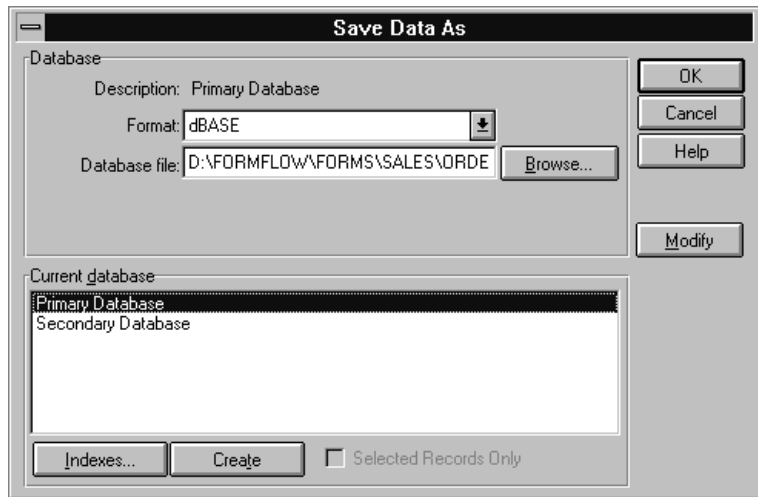 Save Data As
Database
Description: Primary Database
Format: dBASE
Database file: D:\FORMFLOW\FORMS\SALES\ORDE
Browse...
OK
Cancel
Help
Modify
Current database
Primary Database
Secondary Database
Indexes...
Create
Selected Records Only